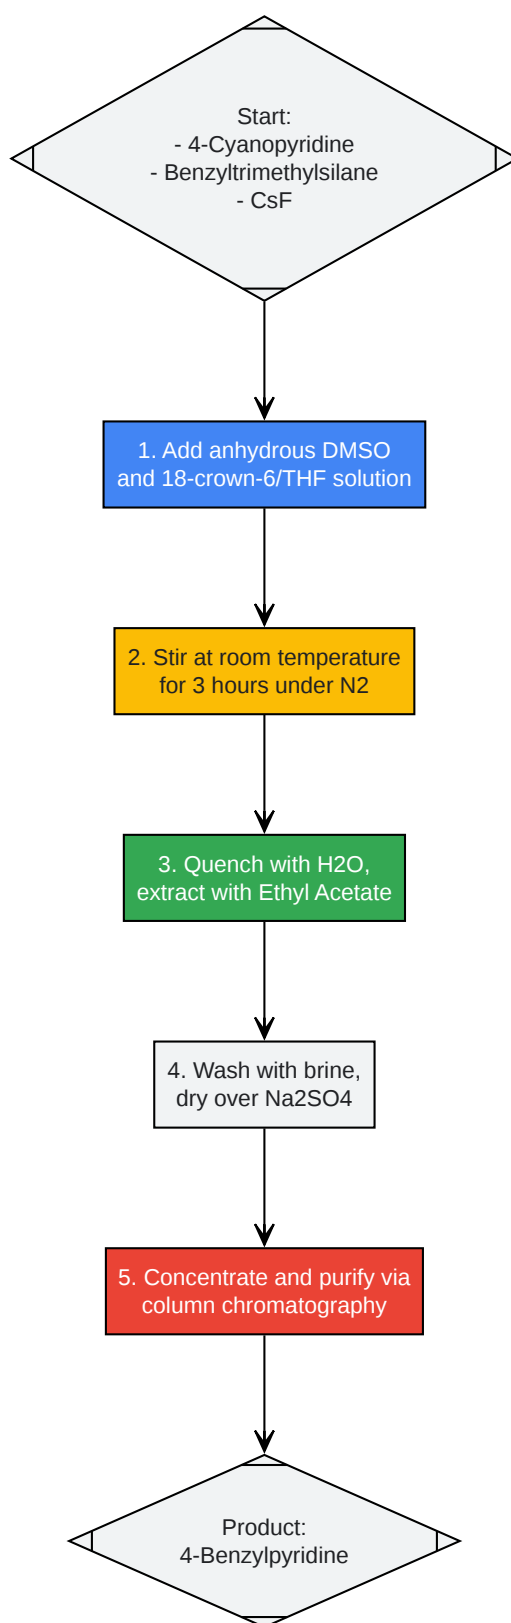 Start:
- 4-Cyanopyridine
- Benzyltrimethylsilane
- CsF
1. Add anhydrous DMSO
and 18-crown-6/THF solution
2. Stir at room temperature
for 3 hours under N2
3. Quench with H2O,
extract with Ethyl Acetate
4. Wash with brine,
dry over Na2SO4
5. Concentrate and purify via
column chromatography
Product:
4-Benzylpyridine